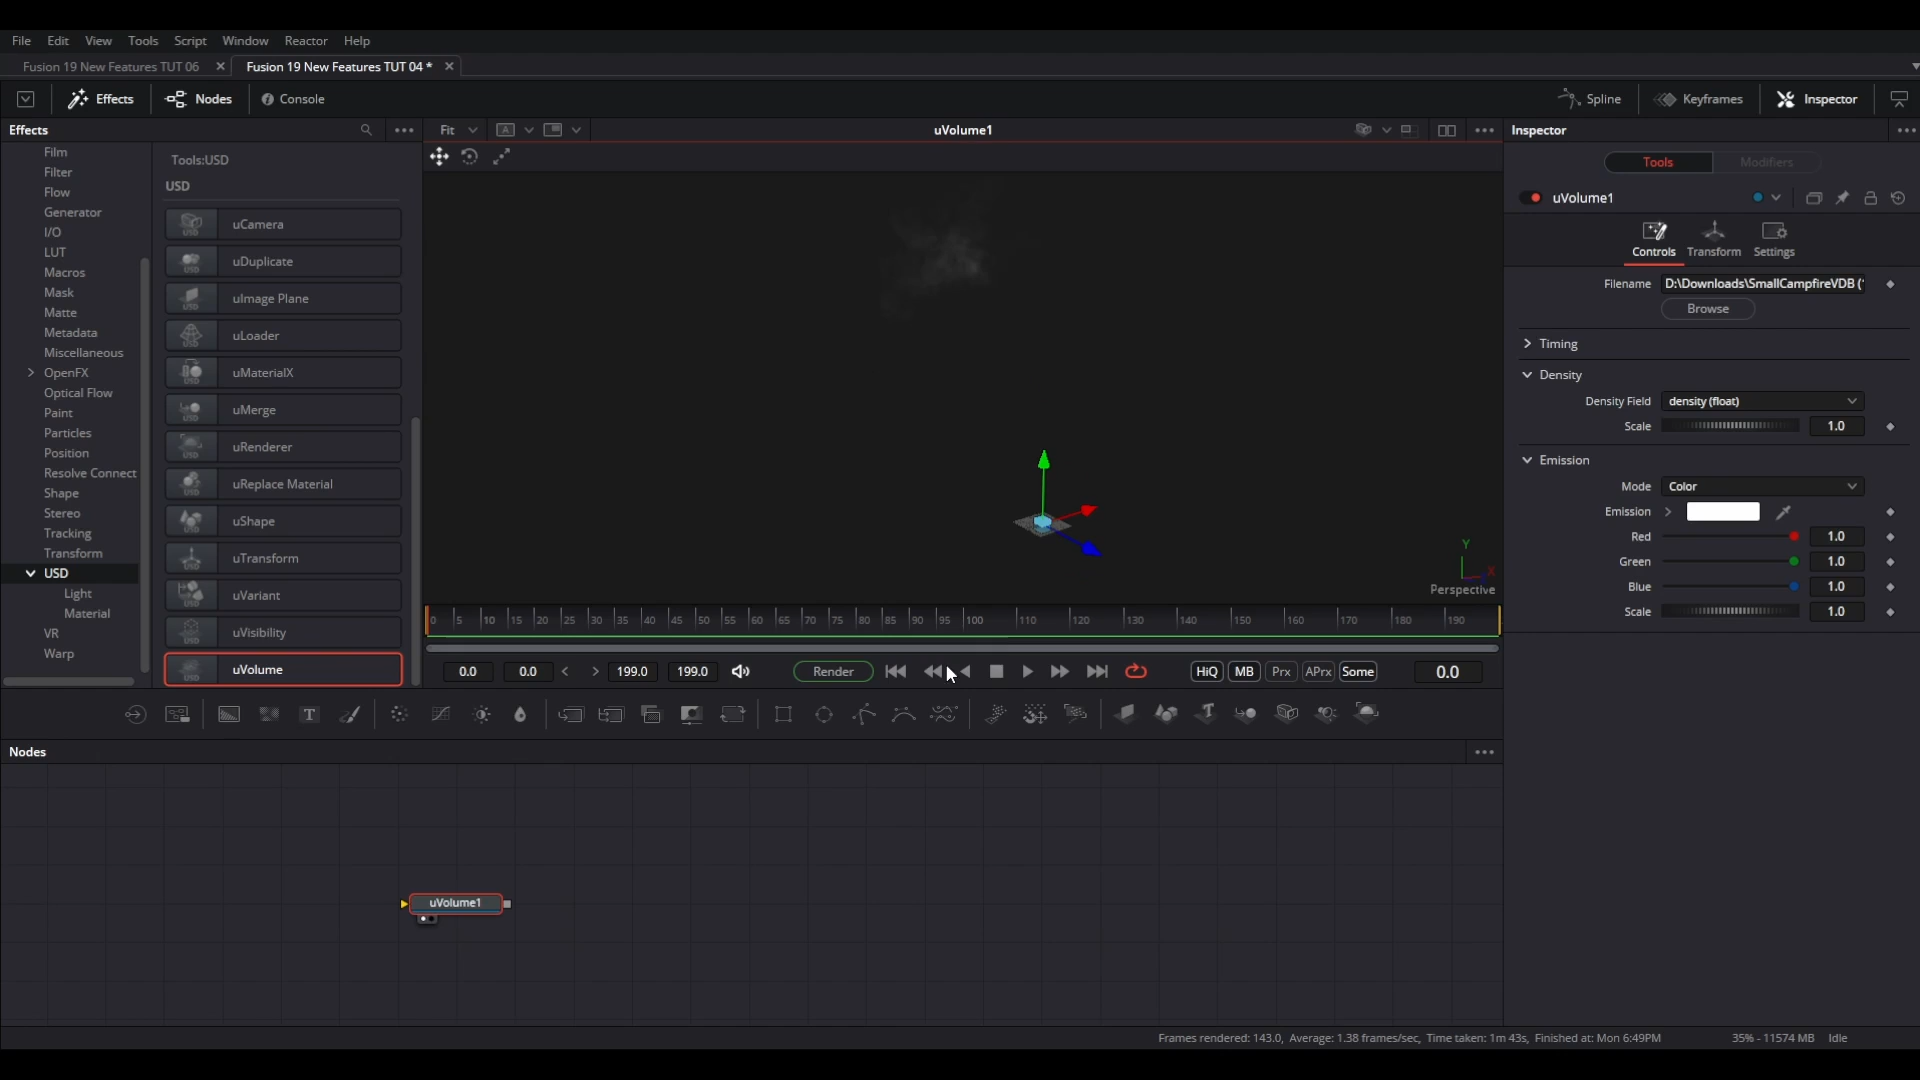 File Edit View Tools Script Window Reactor Help
Fusion 19 New Features TUT 06 Fusion 19 New Features TUT 04 *
Effects Nodes Console Spline Keyframes Inspector
Effects
Film
Filter
Flow
Generator
I/O
LUT
Macros
Mask
Matte
Metadata
Miscellaneous
OpenFX
Optical Flow
Paint
Particles
Position
Resolve Connect
Shape
Stereo
Tracking
Transform
USD
Light
Material
VR
Warp
Tools:USD
USD
uCamera
uDuplicate
uImage Plane
uLoader
uMaterialX
uMerge
uRenderer
uReplace Material
uShape
uTransform
uVariant
uVisibility
uVolume
Fit A uVolume1
Y
X
Perspective
0 5 10 15 20 25 30 35 40 45 50 55 60 65 70 75 80 85 90 95 100 110 120 130 140 150 160 170 180 190
0.0 0.0 < > 199.0 199.0 Render HiQ MB Prx APrx Some 0.0
Inspector
Tools Modifiers
uVolume1
Controls Transform Settings
Filename D:\Downloads\SmallCampfireVDB (
Browse
Timing
Density
Density Field density (float)
Scale 1.0
Emission
Mode Color
Emission
Red 1.0
Green 1.0
Blue 1.0
Scale 1.0
T T
Nodes
uVolume1
Frames rendered: 143.0, Average: 1.38 frames/sec, Time taken: 1m 43s, Finished at: Mon 6:49PM 35% - 11574 MB Idle